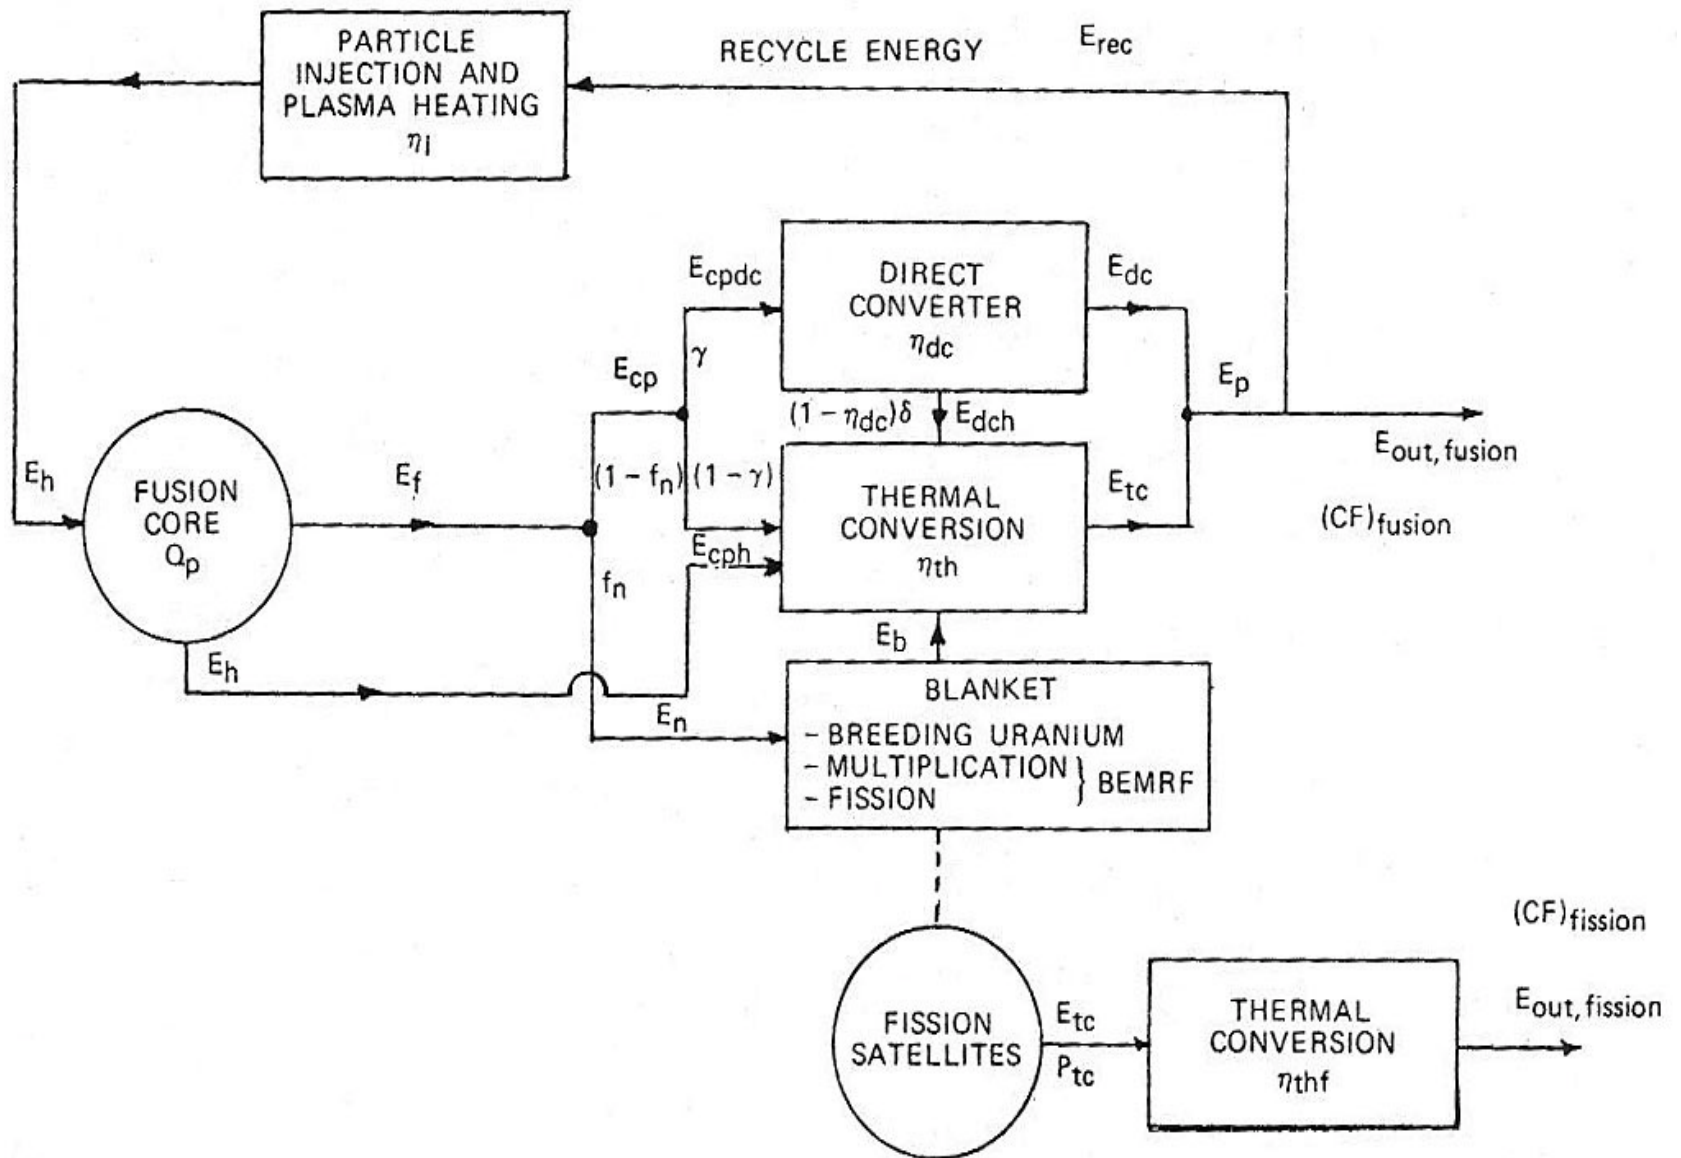 PARTICLE
INJECTION AND
PLASMA HEATING
ηi
RECYCLE ENERGY Erec
Ecpdc
DIRECT
CONVERTER
ηdc
Edc
γ
Ecp
Ep
(1 - ηdc)δ
Edch
Eout, fusion
Eh
FUSION
CORE
Qp
Ef
(1 - fn)
(1 - γ)
THERMAL
CONVERSION
ηth
Etc
(CF)fusion
Ecph
fn
Eb
Eh
En
BLANKET
- BREEDING URANIUM
- MULTIPLICATION
- FISSION
} BEMRF
(CF)fission
FISSION
SATELLITES
Etc
Ptc
THERMAL
CONVERSION
ηthf
Eout, fission